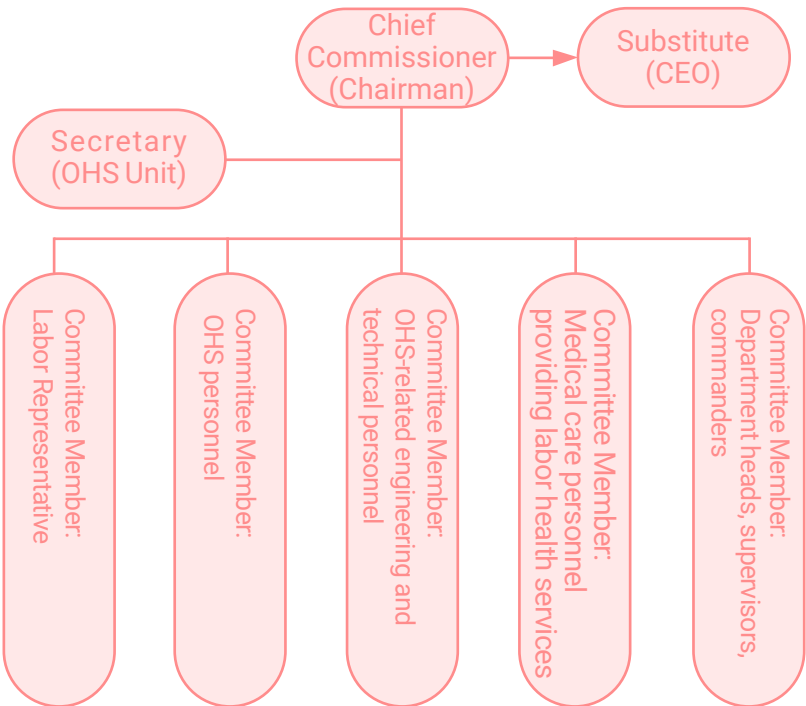 Chief
Commissioner
(Chairman)
Substitute
(CEO)
Secretary
(OHS Unit)
Committee Member:
Labor Representative
Committee Member:
OHS personnel
Committee Member:
OHS-related engineering and
technical personnel
Committee Member:
Medical care personnel
providing labor health services
Committee Member:
Department heads, supervisors,
commanders